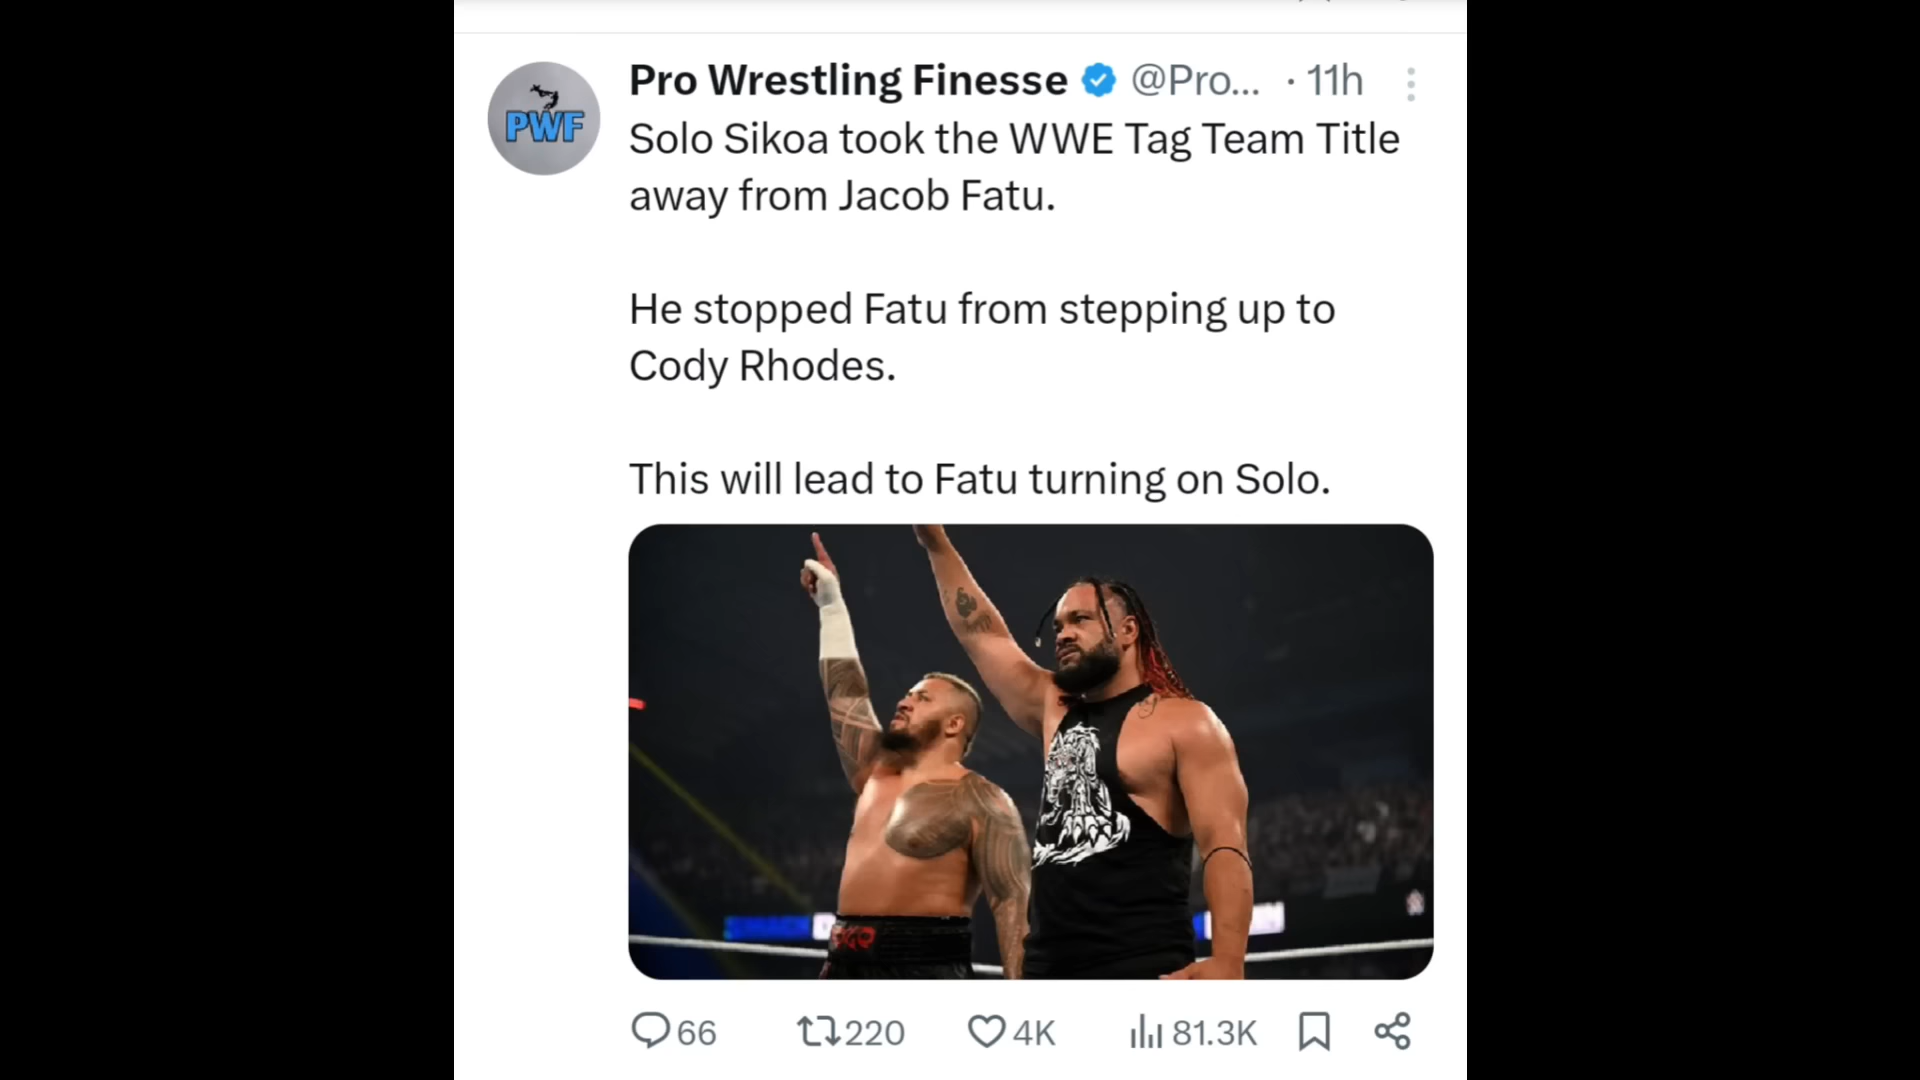 Pro Wrestling Finesse @Pro... · 11h
PWF
Solo Sikoa took the WWE Tag Team Title
away from Jacob Fatu.
He stopped Fatu from stepping up to
Cody Rhodes.
This will lead to Fatu turning on Solo.
66 220 4K 81.3K